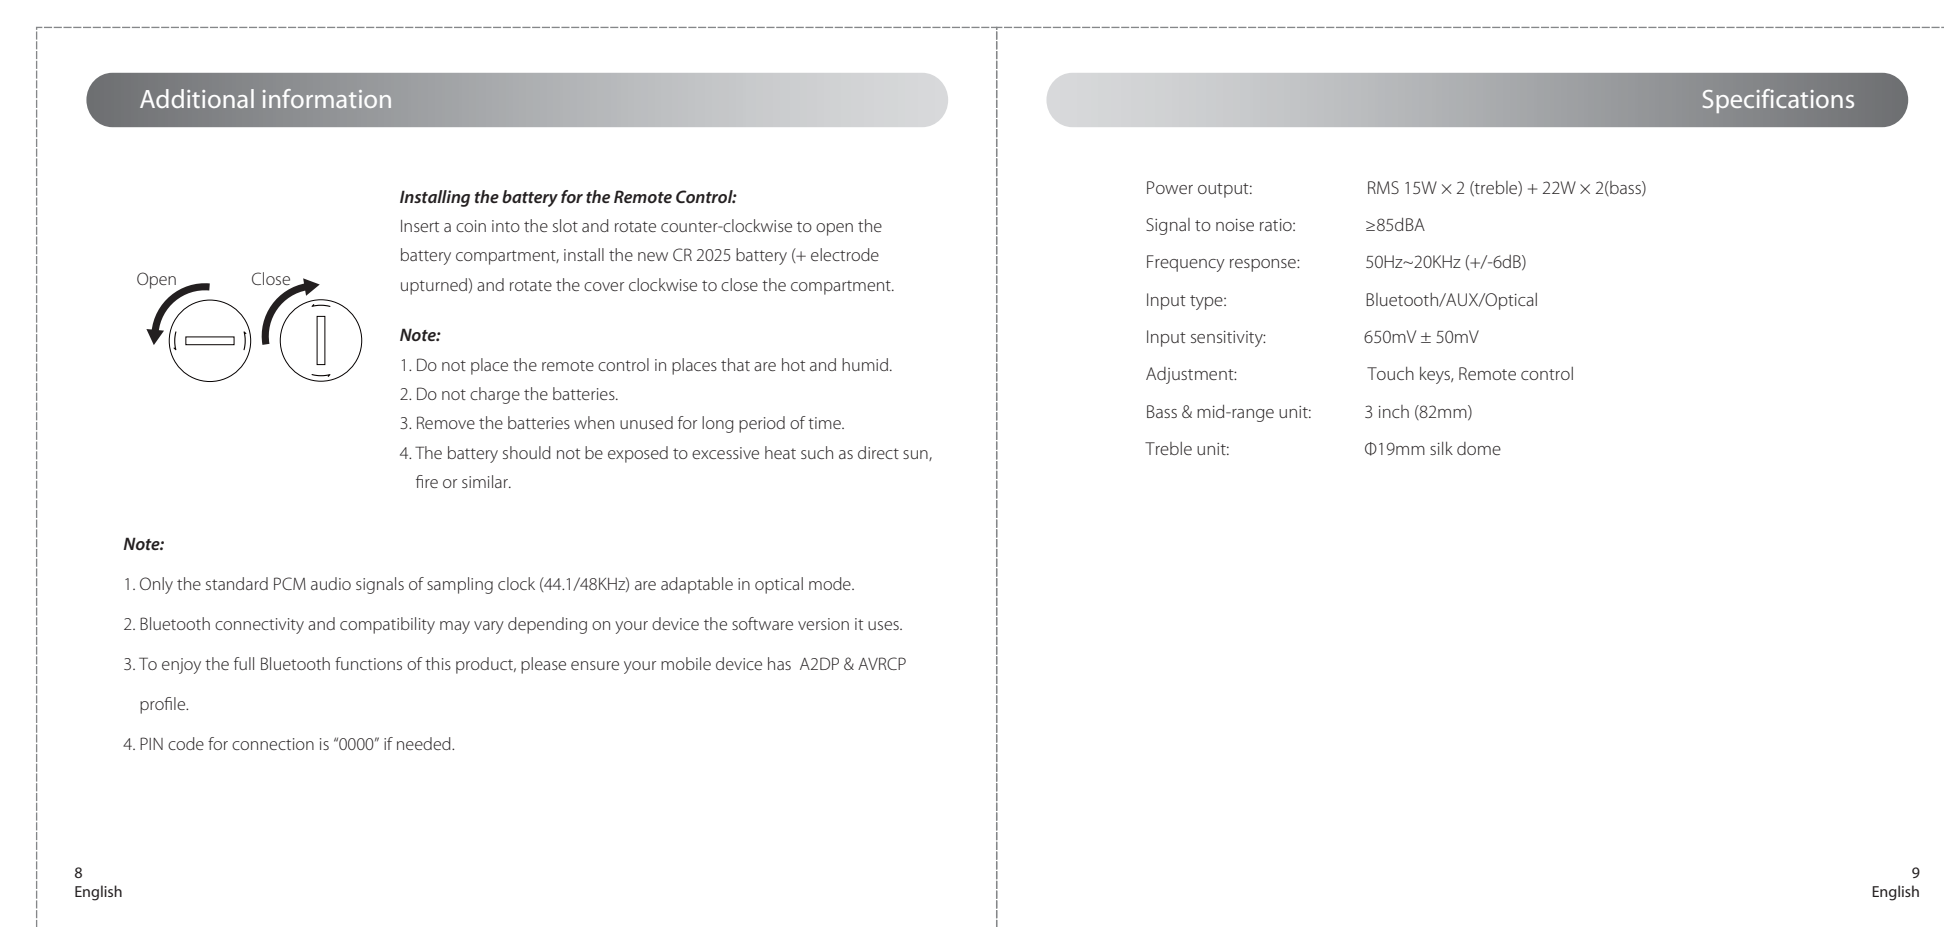 Additional information
Installing the battery for the Remote Control:
Insert a coin into the slot and rotate counter-clockwise to open the
battery compartment, install the new CR 2025 battery (+ electrode
upturned) and rotate the cover clockwise to close the compartment.
Open
Close
Note:
1. Do not place the remote control in places that are hot and humid.
2. Do not charge the batteries.
3. Remove the batteries when unused for long period of time.
4. The battery should not be exposed to excessive heat such as direct sun,
fire or similar.
Note:
1. Only the standard PCM audio signals of sampling clock (44.1/48KHz) are adaptable in optical mode.
2. Bluetooth connectivity and compatibility may vary depending on your device the software version it uses.
3. To enjoy the full Bluetooth functions of this product, please ensure your mobile device has A2DP & AVRCP
profile.
4. PIN code for connection is “0000” if needed.
8
English
Specifications
Power output: RMS 15W × 2 (treble) + 22W × 2(bass)
Signal to noise ratio: ≥85dBA
Frequency response: 50Hz~20KHz (+/-6dB)
Input type: Bluetooth/AUX/Optical
Input sensitivity: 650mV ± 50mV
Adjustment: Touch keys, Remote control
Bass & mid-range unit: 3 inch (82mm)
Treble unit: Φ19mm silk dome
9
English